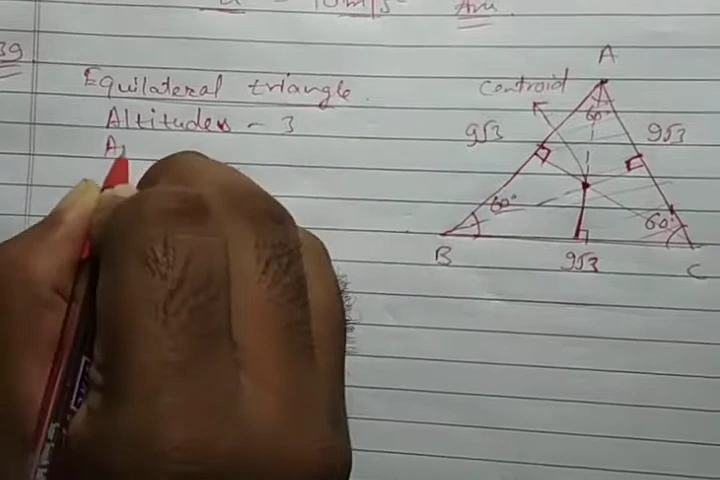 39
Equilateral triangle.
Altitudes - 3
A
A
centroid
60°
9√3
9√3
60°
60°
B
9√3
C